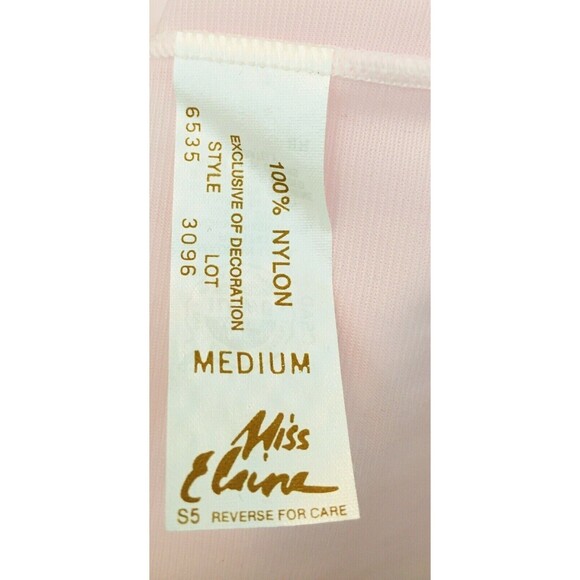 100% NYLON
EXCLUSIVE OF DECORATION
STYLE LOT
6535 3096
MEDIUM
Miss
Elaine
S5 REVERSE FOR CARE